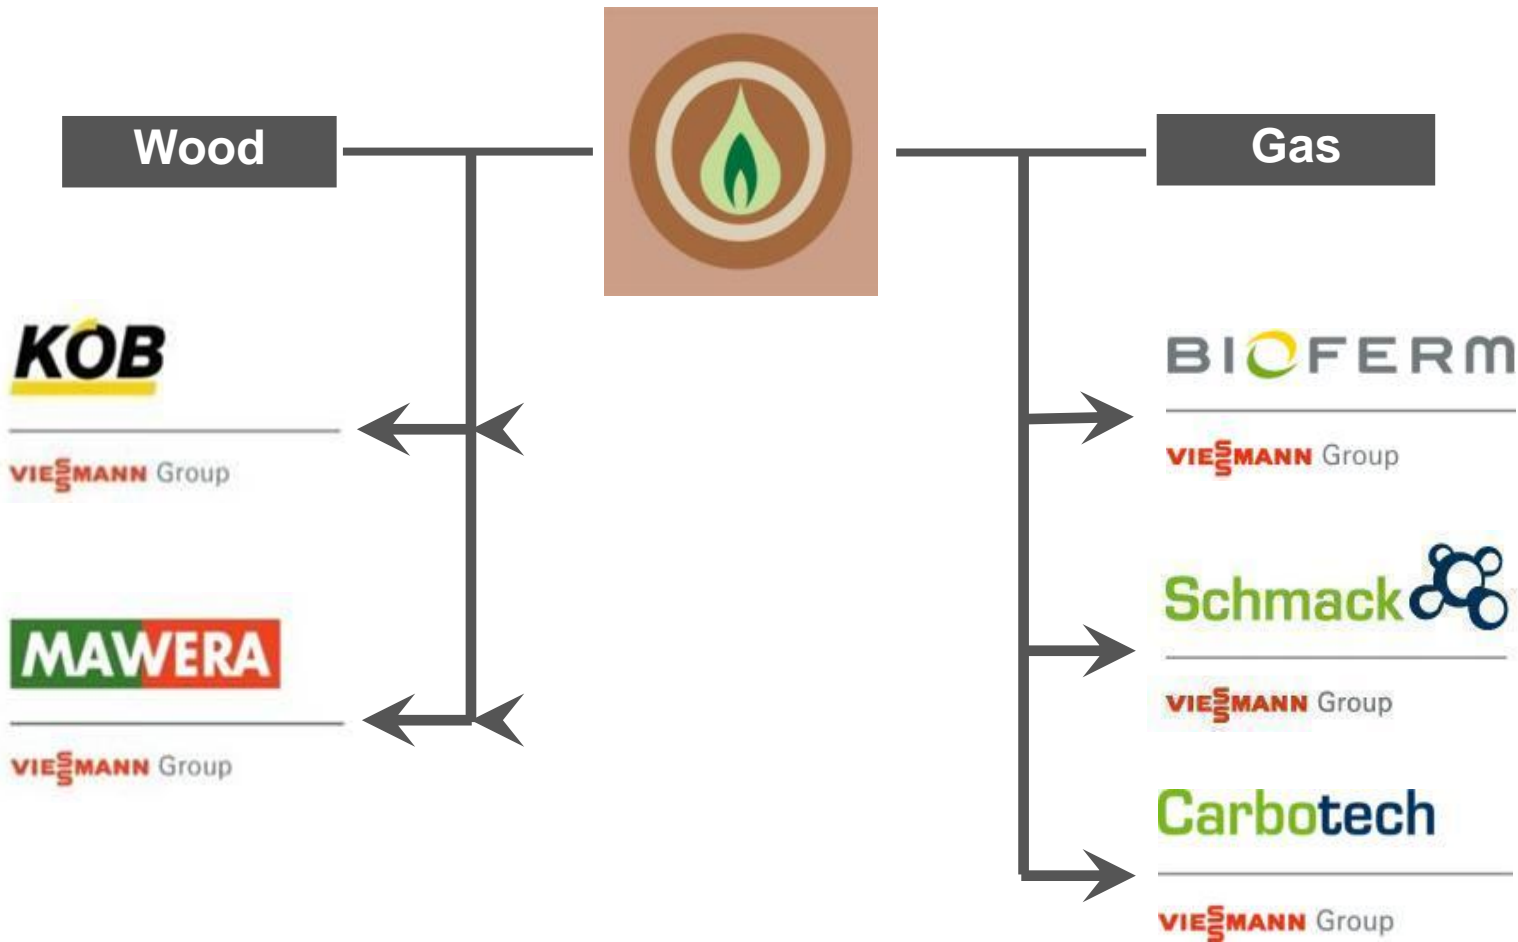 Wood
Gas
KÖB
VIESSMANN Group
MAWERA
VIESSMANN Group
BIOFERM
VIESSMANN Group
Schmack
VIESSMANN Group
Carbotech
VIESSMANN Group